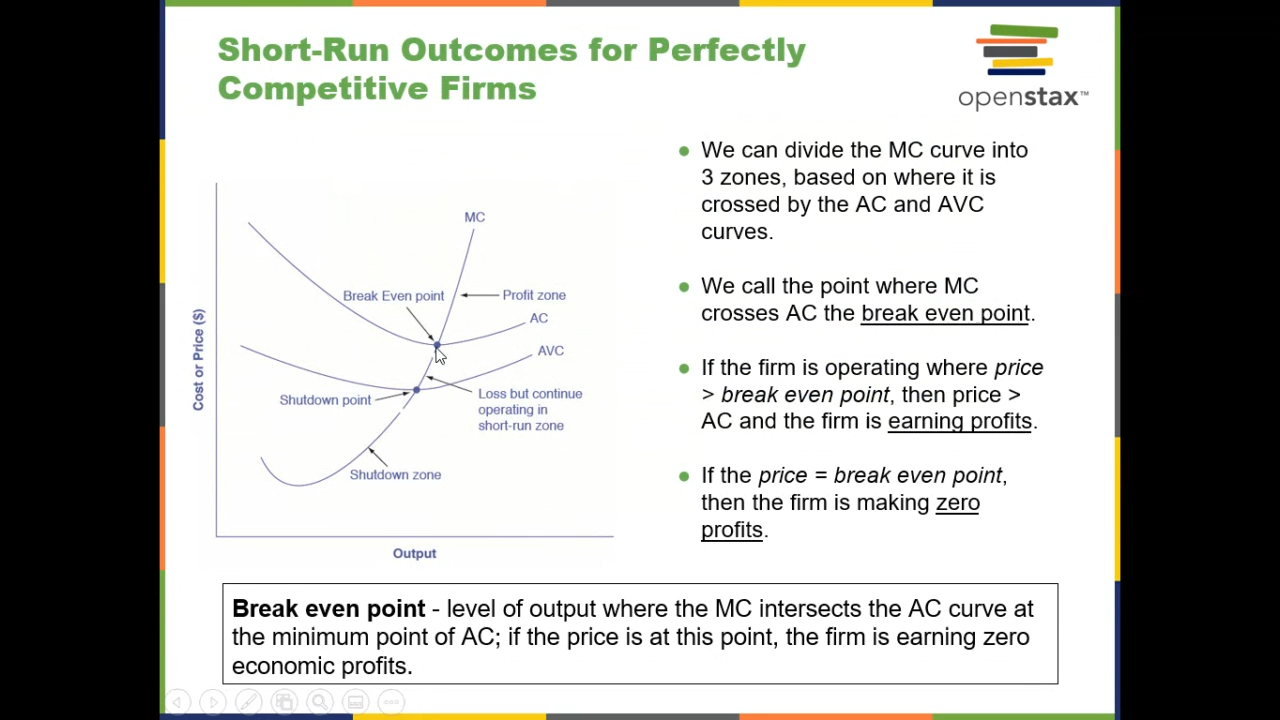 Short-Run Outcomes for Perfectly
Competitive Firms
openstax™
● We can divide the MC curve into
3 zones, based on where it is
crossed by the AC and AVC
curves.
● We call the point where MC
crosses AC the break even point.
● If the firm is operating where price
> break even point, then price >
AC and the firm is earning profits.
● If the price = break even point,
then the firm is making zero
profits.
MC
Break Even point
Profit zone
AC
AVC
Cost or Price ($)
Shutdown point
Loss but continue
operating in
short-run zone
Shutdown zone
Output
Break even point - level of output where the MC intersects the AC curve at
the minimum point of AC; if the price is at this point, the firm is earning zero
economic profits.